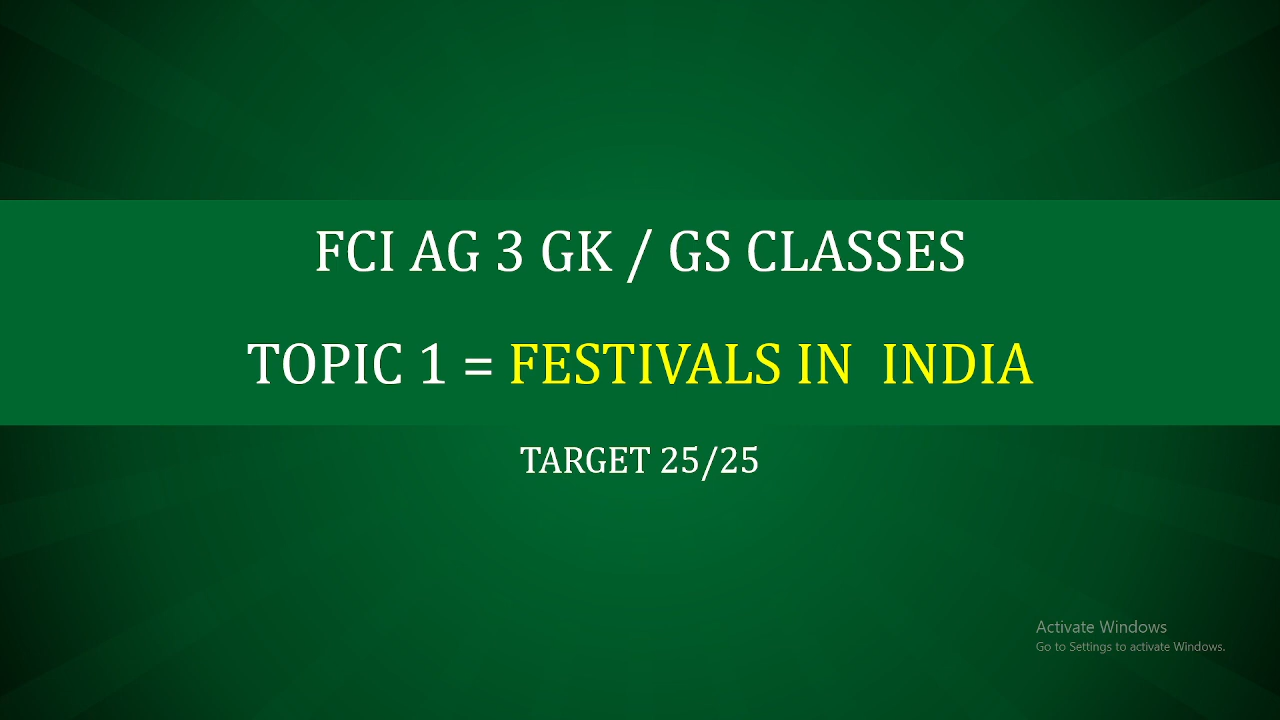 FCI AG 3 GK / GS CLASSES
TOPIC 1 = FESTIVALS IN  INDIA
TARGET 25/25
Activate Windows
Go to Settings to activate Windows.